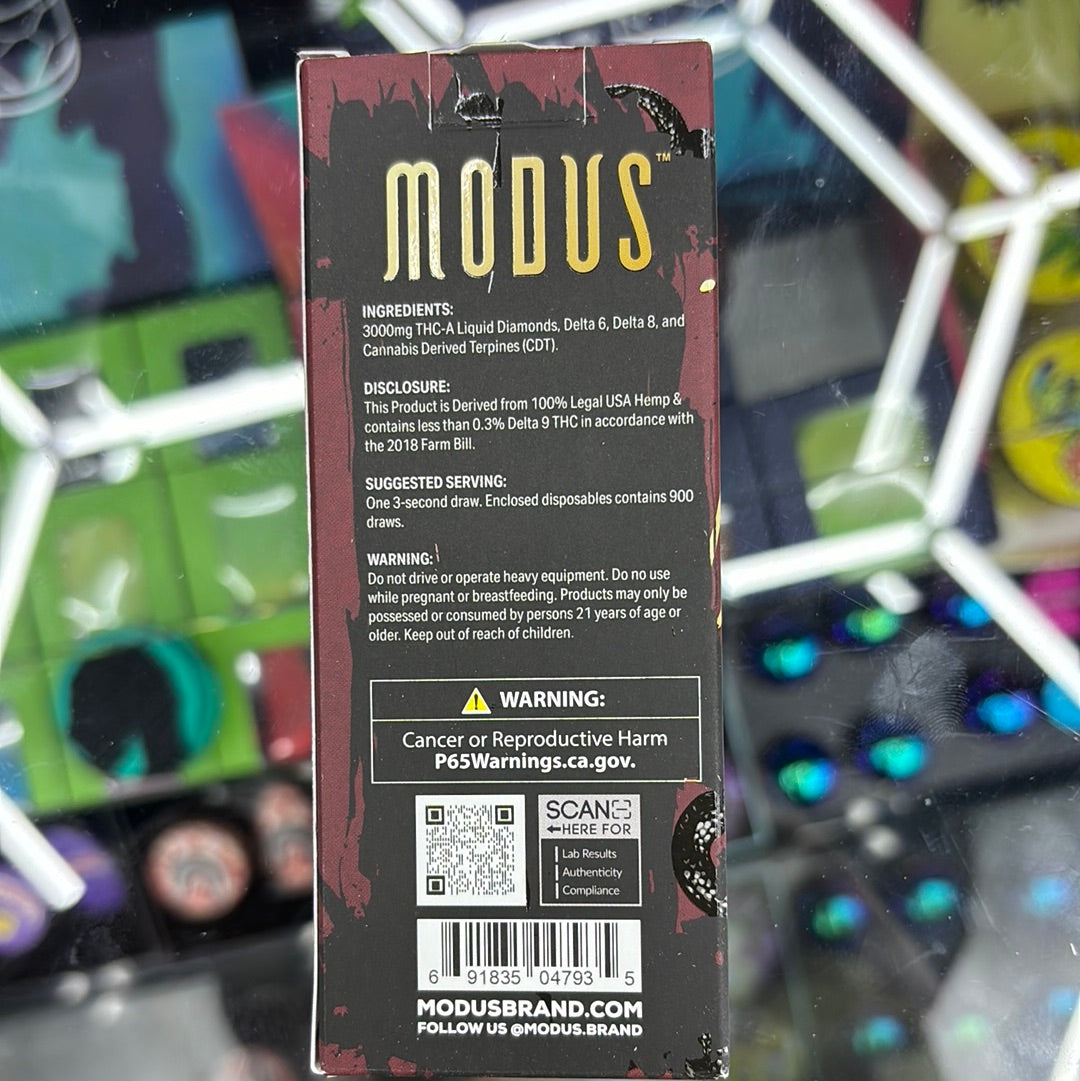 MODUS™
INGREDIENTS:
3000mg THC-A Liquid Diamonds, Delta 6, Delta 8, and
Cannabis Derived Terpines (CDT).
DISCLOSURE:
This Product is Derived from 100% Legal USA Hemp &
contains less than 0.3% Delta 9 THC in accordance with
the 2018 Farm Bill.
SUGGESTED SERVING:
One 3-second draw. Enclosed disposables contains 900
draws.
WARNING:
Do not drive or operate heavy equipment. Do no use
while pregnant or breastfeeding. Products may only be
possessed or consumed by persons 21 years of age or
older. Keep out of reach of children.
WARNING:
Cancer or Reproductive Harm
P65Warnings.ca.gov.
SCAN
HERE FOR
Lab Results
Authenticity
Compliance
6 91835 04793 5
MODUSBRAND.COM
FOLLOW US @MODUS.BRAND